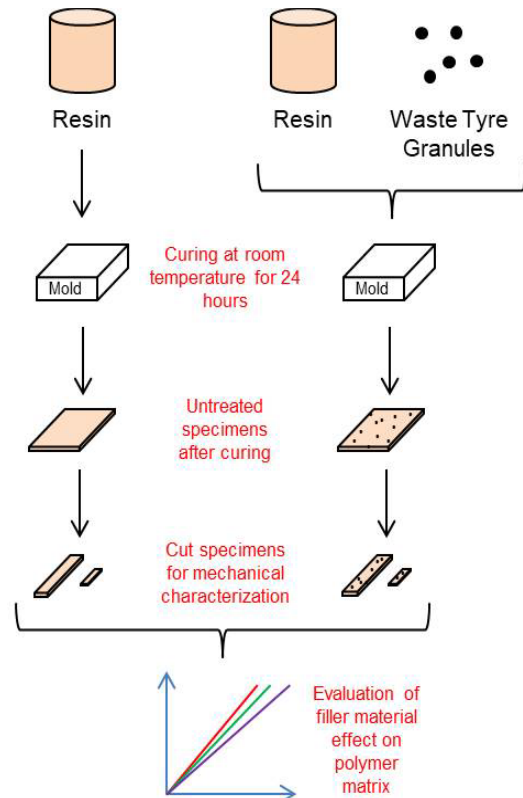 Resin
Resin
Waste Tyre
Granules
Mold
Curing at room
temperature for 24
hours
Mold
Untreated
specimens
after curing
Cut specimens
for mechanical
characterization
Evaluation of
filler material
effect on
polymer
matrix